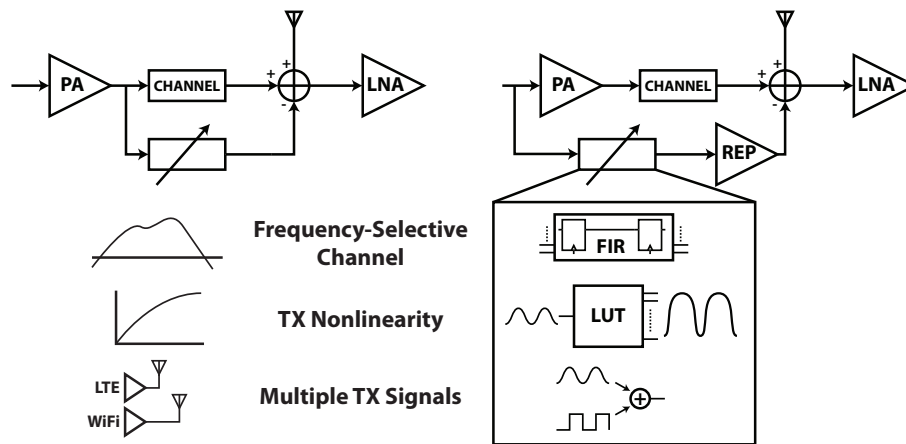 PA
CHANNEL
+
+
-
LNA
PA
CHANNEL
+
+
-
LNA
REP
Frequency-Selective
Channel
FIR
TX Nonlinearity
LUT
LTE
WiFi
Multiple TX Signals